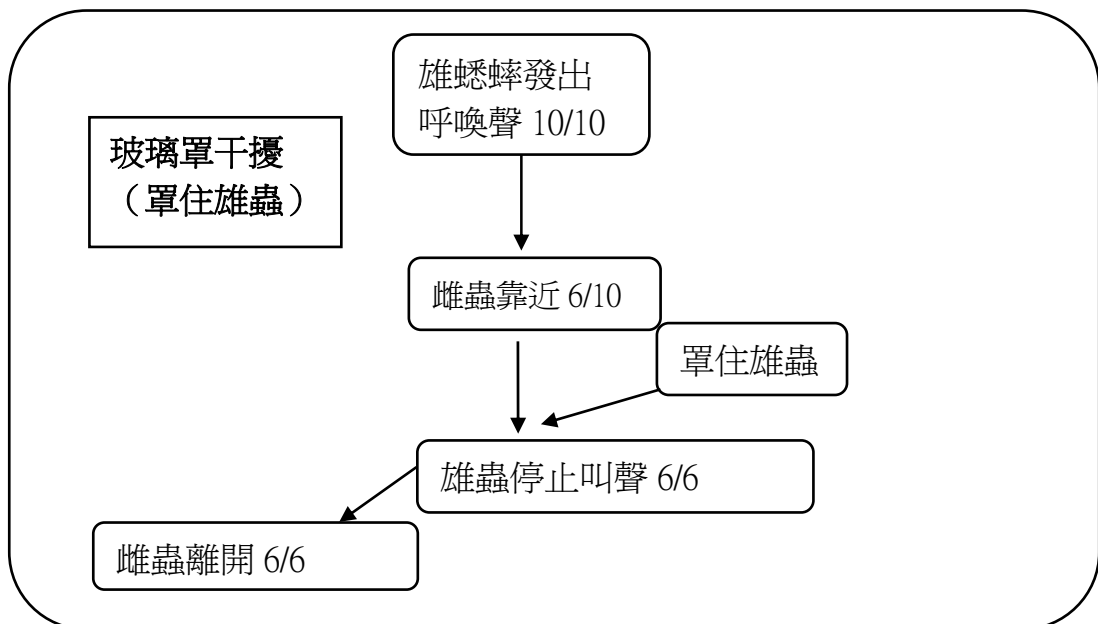 雄蟋蟀發出
呼喚聲 10/10
玻璃罩干擾
（罩住雄蟲）
雌蟲靠近 6/10
罩住雄蟲
雄蟲停止叫聲 6/6
雌蟲離開 6/6